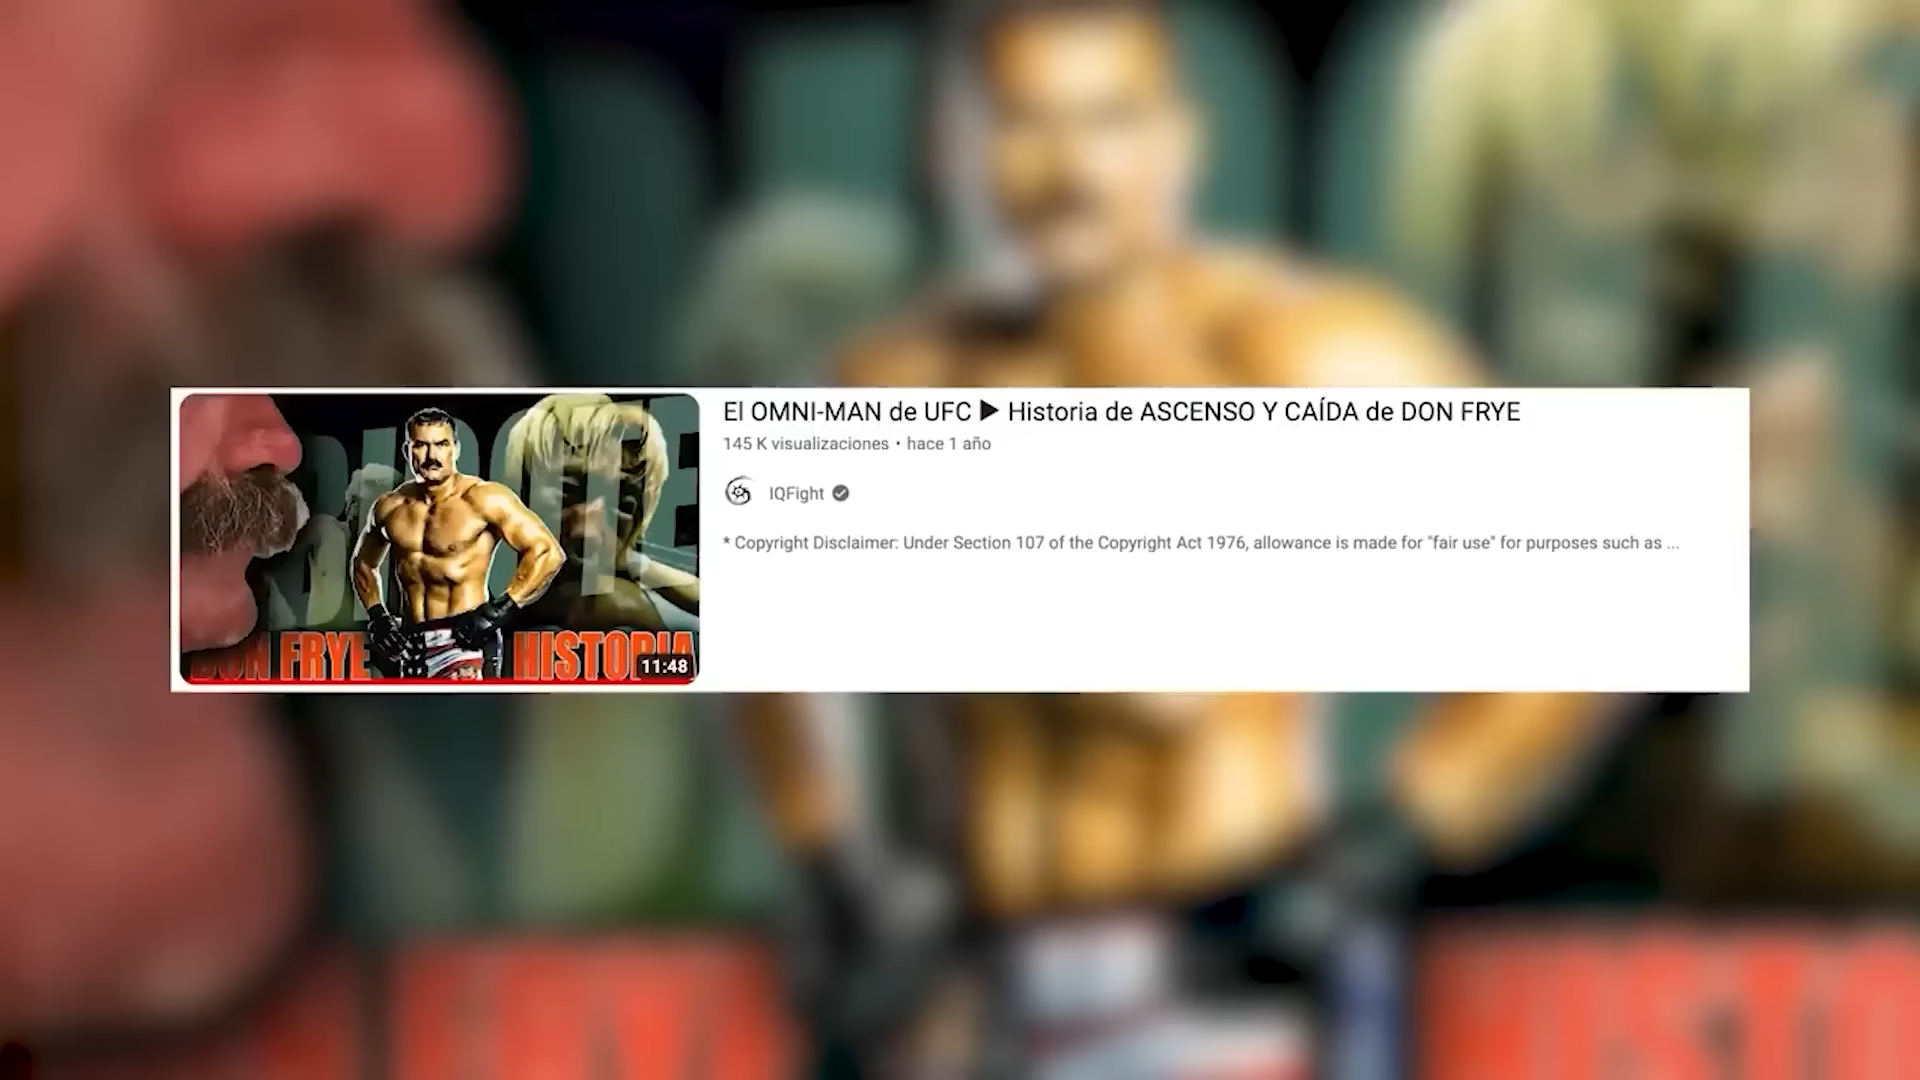 El OMNI-MAN de UFC ▶ Historia de ASCENSO Y CAÍDA de DON FRYE
145 K visualizaciones • hace 1 año
IQFight
* Copyright Disclaimer: Under Section 107 of the Copyright Act 1976, allowance is made for "fair use" for purposes such as ...
DON FRYE HISTORIA
11:48